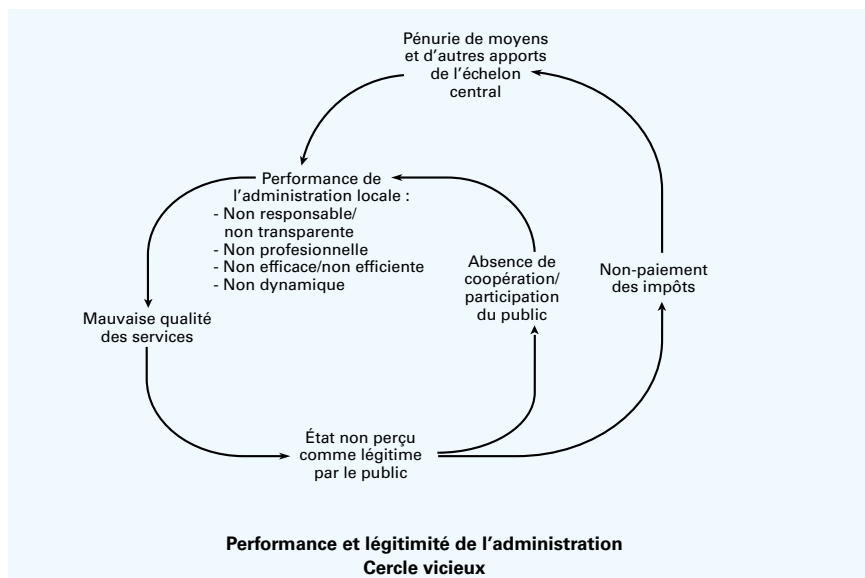 Pénurie de moyens
et d'autres apports
de l'échelon
central
Performance de
l'administration locale :
- Non responsable/
non transparente
- Non profesionnelle
- Non efficace/non efficiente
- Non dynamique
Absence de
coopération/
participation
du public
Non-paiement
des impôts
Mauvaise qualité
des services
État non perçu
comme légitime
par le public
Performance et légitimité de l'administration
Cercle vicieux